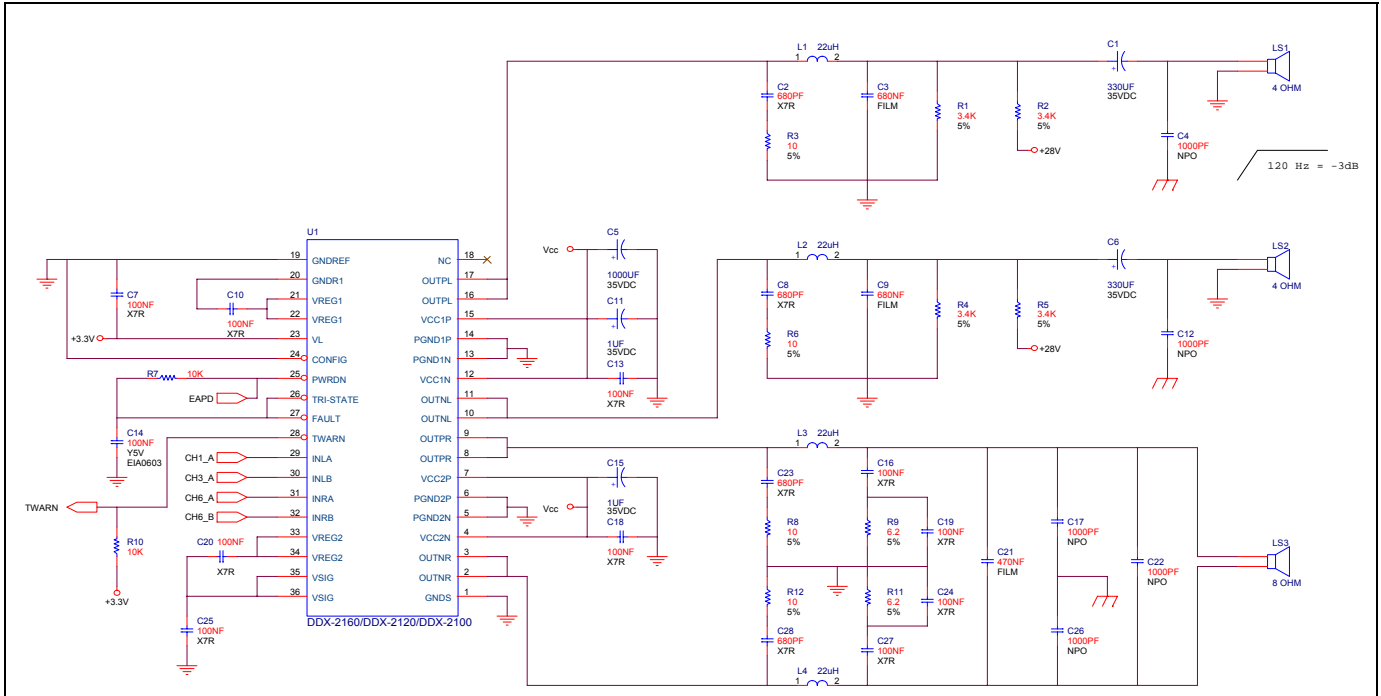 L1 22uH
1 2
C2
680PF
X7R
R3
10
5%
C3
680NF
FILM
R1
3.4K
5%
R2
3.4K
5%
+28V
C1
+
330UF
35VDC
C4
1000PF
NPO
LS1
4 OHM
120 Hz = -3dB
L2 22uH
1 2
C8
680PF
X7R
R6
10
5%
C9
680NF
FILM
R4
3.4K
5%
R5
3.4K
5%
+28V
C6
+
330UF
35VDC
C12
1000PF
NPO
LS2
4 OHM
U1
19 GNDREF
20 GNDR1
21 VREG1
22 VREG1
23 VL
24 CONFIG
25 PWRDN
26 TRI-STATE
27 FAULT
28 TWARN
29 INLA
30 INLB
31 INRA
32 INRB
33 VREG2
34 VREG2
35 VSIG
36 VSIG
NC 18
OUTPL 17
OUTPL 16
VCC1P 15
PGND1P 14
PGND1N 13
VCC1N 12
OUTNL 11
OUTNL 10
OUTPR 9
OUTPR 8
VCC2P 7
PGND2P 6
PGND2N 5
VCC2N 4
OUTNR 3
OUTNR 2
GNDS 1
DDX-2160/DDX-2120/DDX-2100
C7
100NF
X7R
C10
100NF
X7R
+3.3V
R7 10K
EAPD
C14
100NF
Y5V
EIA0603
CH1_A
CH3_A
CH6_A
CH6_B
TWARN
R10
10K
+3.3V
C20 100NF
X7R
C25
100NF
X7R
Vcc
C5
+
1000UF
35VDC
C11
+
1UF
35VDC
C13
100NF
X7R
Vcc
C15
+
1UF
35VDC
C18
100NF
X7R
L3 22uH
1 2
C23
680PF
X7R
R8
10
5%
R12
10
5%
C28
680PF
X7R
C16
100NF
X7R
R9
6.2
5%
C19
100NF
X7R
R11
6.2
5%
C24
100NF
X7R
C27
100NF
X7R
C21
470NF
FILM
C17
1000PF
NPO
C26
1000PF
NPO
C22
1000PF
NPO
LS3
8 OHM
L4 22uH
1 2